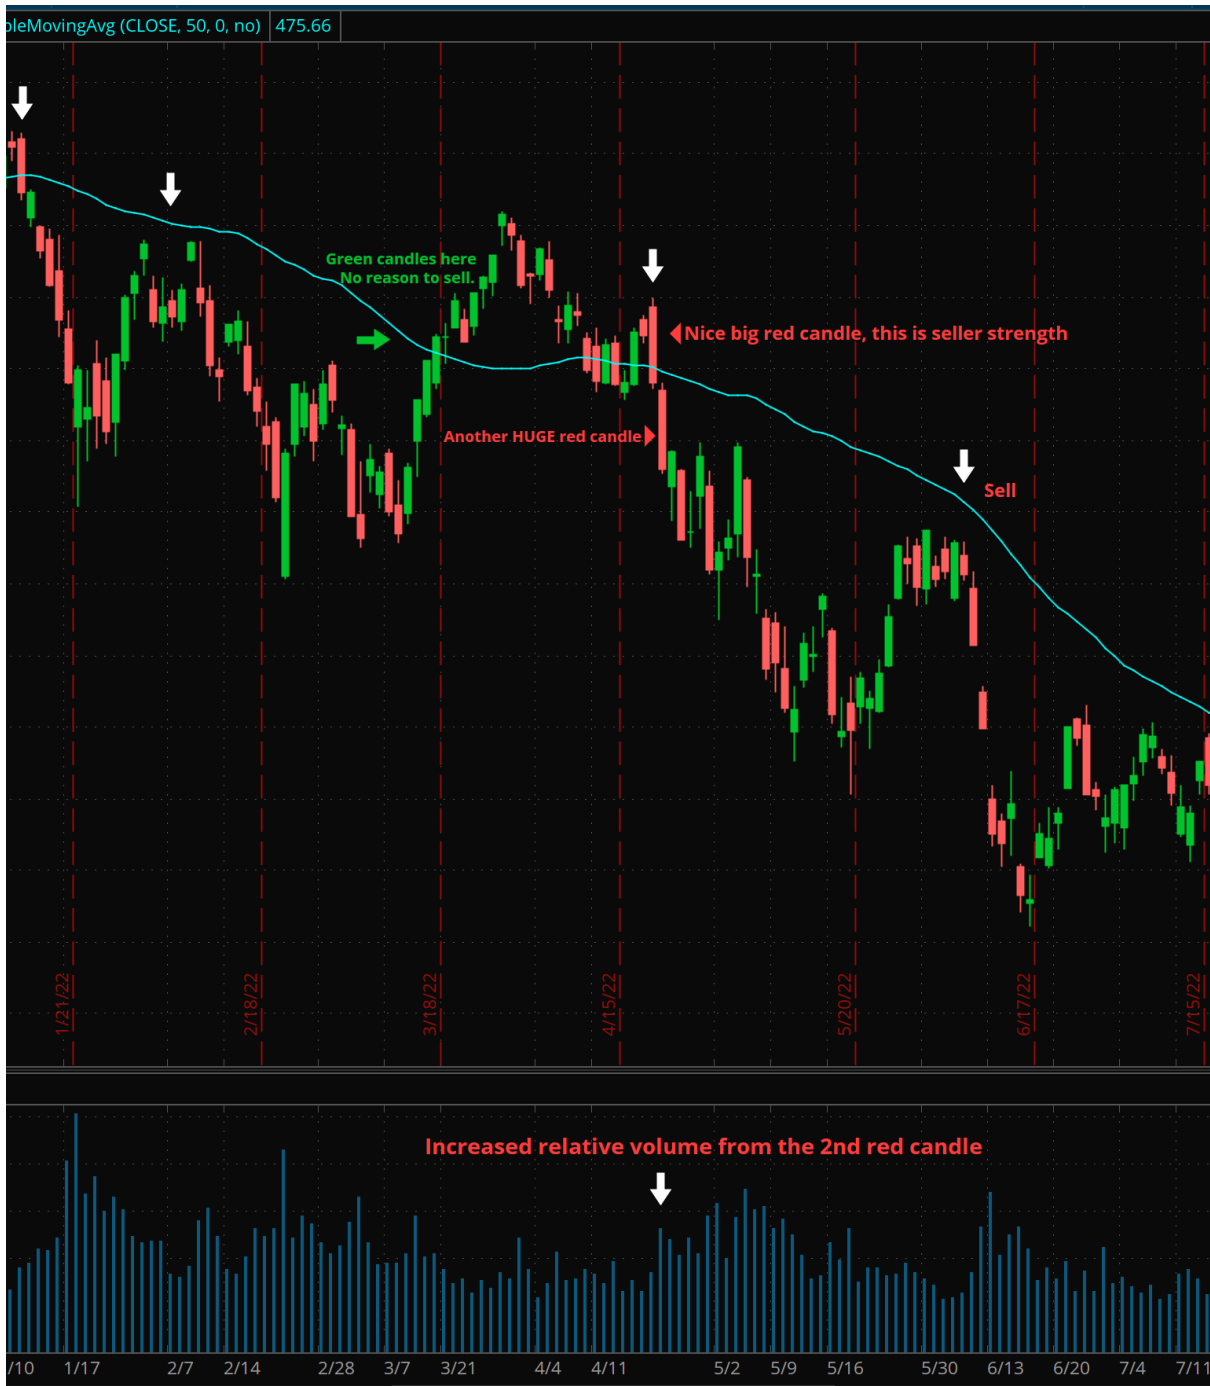 oleMovingAvg (CLOSE, 50, 0, no) 475.66
Green candles here
No reason to sell.
Nice big red candle, this is seller strength
Another HUGE red candle
Sell
1/21/22 2/18/22 3/18/22 4/15/22 5/20/22 6/17/22 7/15/22
Increased relative volume from the 2nd red candle
/10 1/17 2/7 2/14 2/28 3/7 3/21 4/4 4/11 5/2 5/9 5/16 5/30 6/13 6/20 7/4 7/11